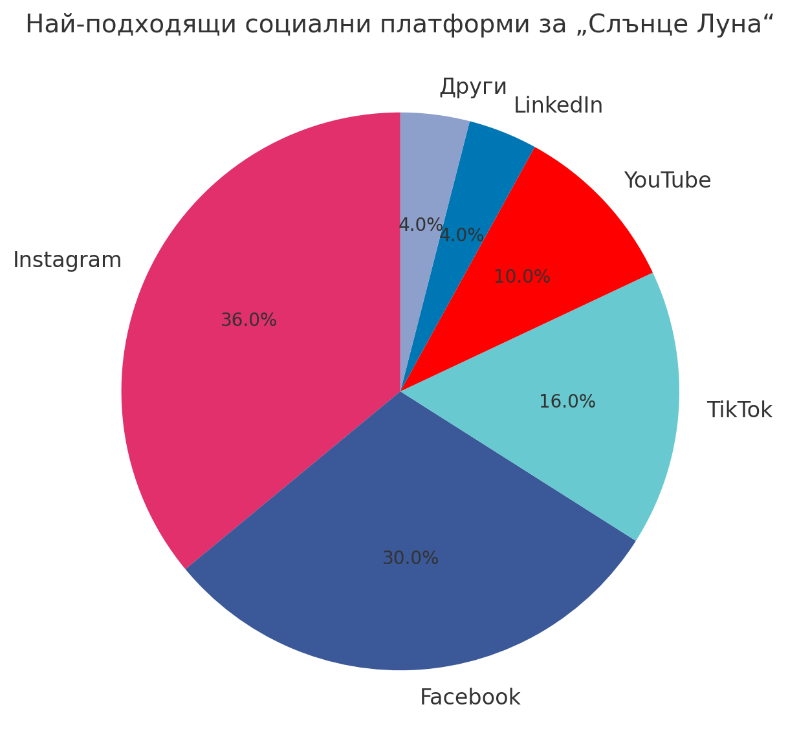 Най-подходящи социални платформи за „Слънце Луна“
Други
LinkedIn
YouTube
Instagram
TikTok
Facebook
4.0%
4.0%
10.0%
36.0%
16.0%
30.0%